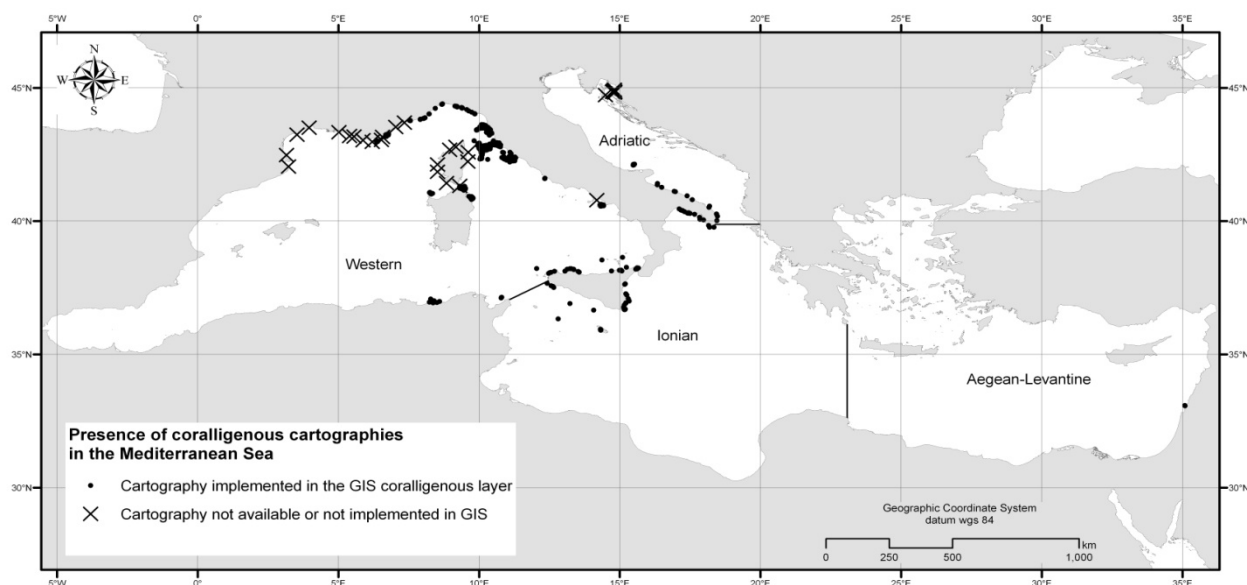 5°W 0° 5°E 10°E 15°E 20°E 25°E 30°E 35°E
N
W E
S
45°N 45°N
Adriatic
40°N 40°N
Western
Ionian
35°N 35°N
Aegean-Levantine
Presence of coralligenous cartographies
in the Mediterranean Sea
Cartography implemented in the GIS coralligenous layer
Cartography not available or not implemented in GIS
30°N 30°N
Geographic Coordinate System
datum wgs 84
km
0 250 500 1,000
5°W 0° 5°E 10°E 15°E 20°E 25°E 30°E 35°E